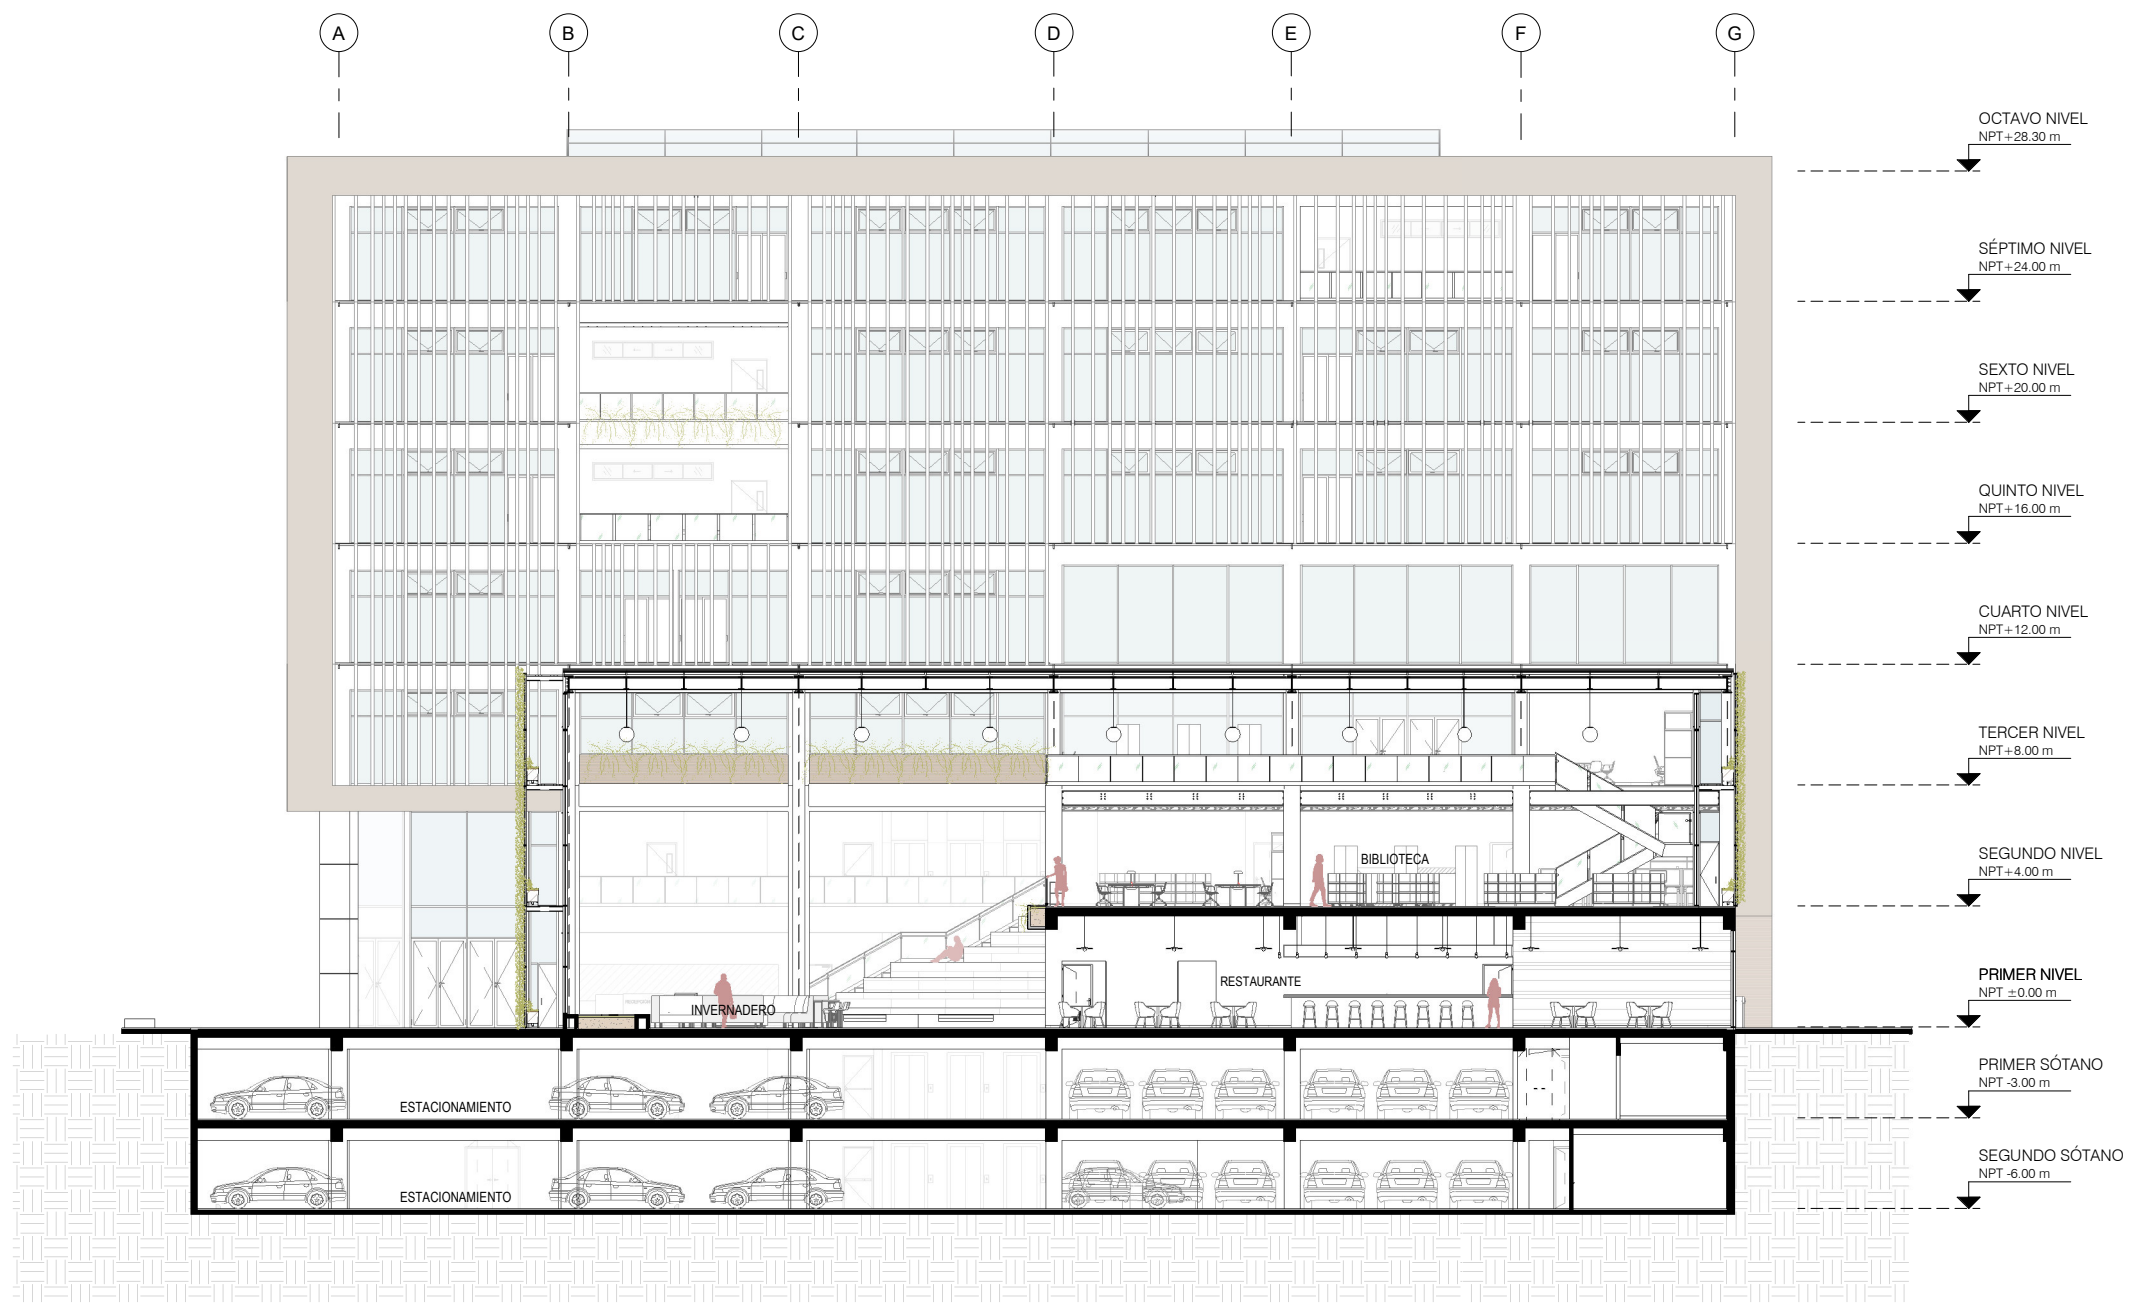 A
B
C
D
E
F
G
OCTAVO NIVEL
NPT+28.30 m
SÉPTIMO NIVEL
NPT+24.00 m
SEXTO NIVEL
NPT+20.00 m
QUINTO NIVEL
NPT+16.00 m
CUARTO NIVEL
NPT+12.00 m
TERCER NIVEL
NPT+8.00 m
SEGUNDO NIVEL
NPT+4.00 m
BIBLIOTECA
PRIMER NIVEL
NPT ±0.00 m
RESTAURANTE
INVERNADERO
PRIMER SÓTANO
NPT -3.00 m
ESTACIONAMIENTO
SEGUNDO SÓTANO
NPT -6.00 m
ESTACIONAMIENTO